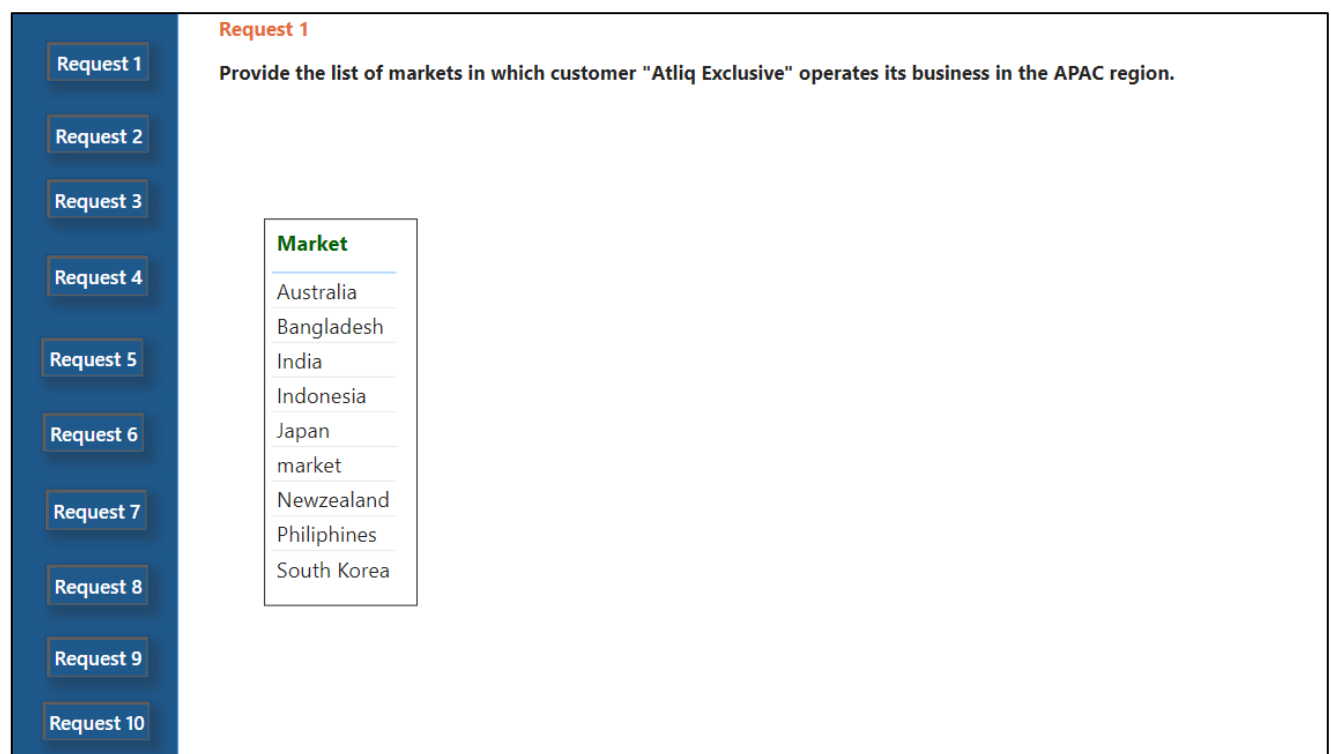 Request 1
Request 2
Request 3
Request 4
Request 5
Request 6
Request 7
Request 8
Request 9
Request 10
Request 1
Provide the list of markets in which customer "Atliq Exclusive" operates its business in the APAC region.
Market
Australia
Bangladesh
India
Indonesia
Japan
market
Newzealand
Philiphines
South Korea